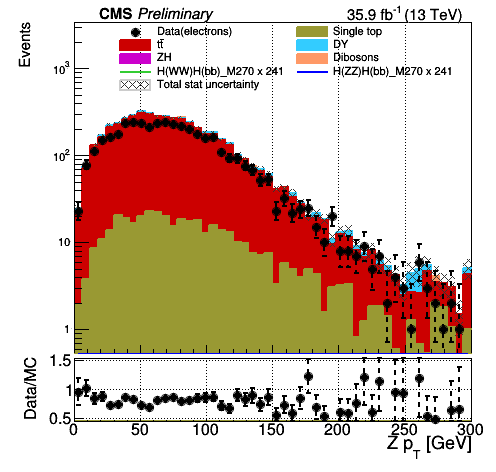 CMS Preliminary 35.9 fb⁻¹ (13 TeV)
Events
Data(electrons) Single top
tt̄ DY
ZH Dibosons
H(WW)H(bb)_M270 x 241 H(ZZ)H(bb)_M270 x 241
Total stat uncertainty
10³
10²
10
1
Data/MC
1.5
1.0
0.5
0 50 100 150 200 250 300
Z p_T [GeV]